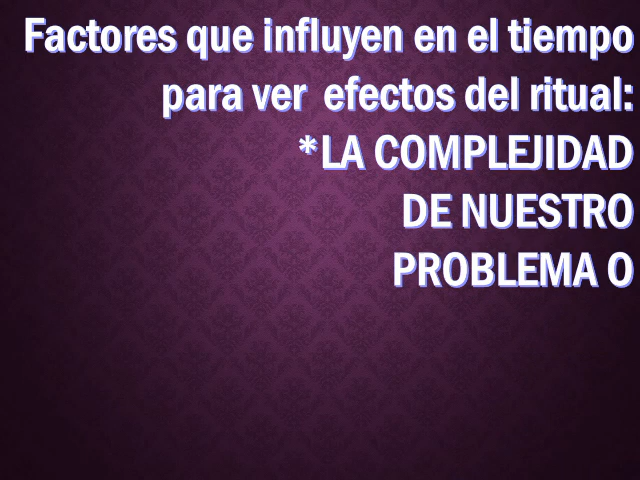 Factores que influyen en el tiempo
para ver efectos del ritual:
*LA COMPLEJIDAD
DE NUESTRO
PROBLEMA O